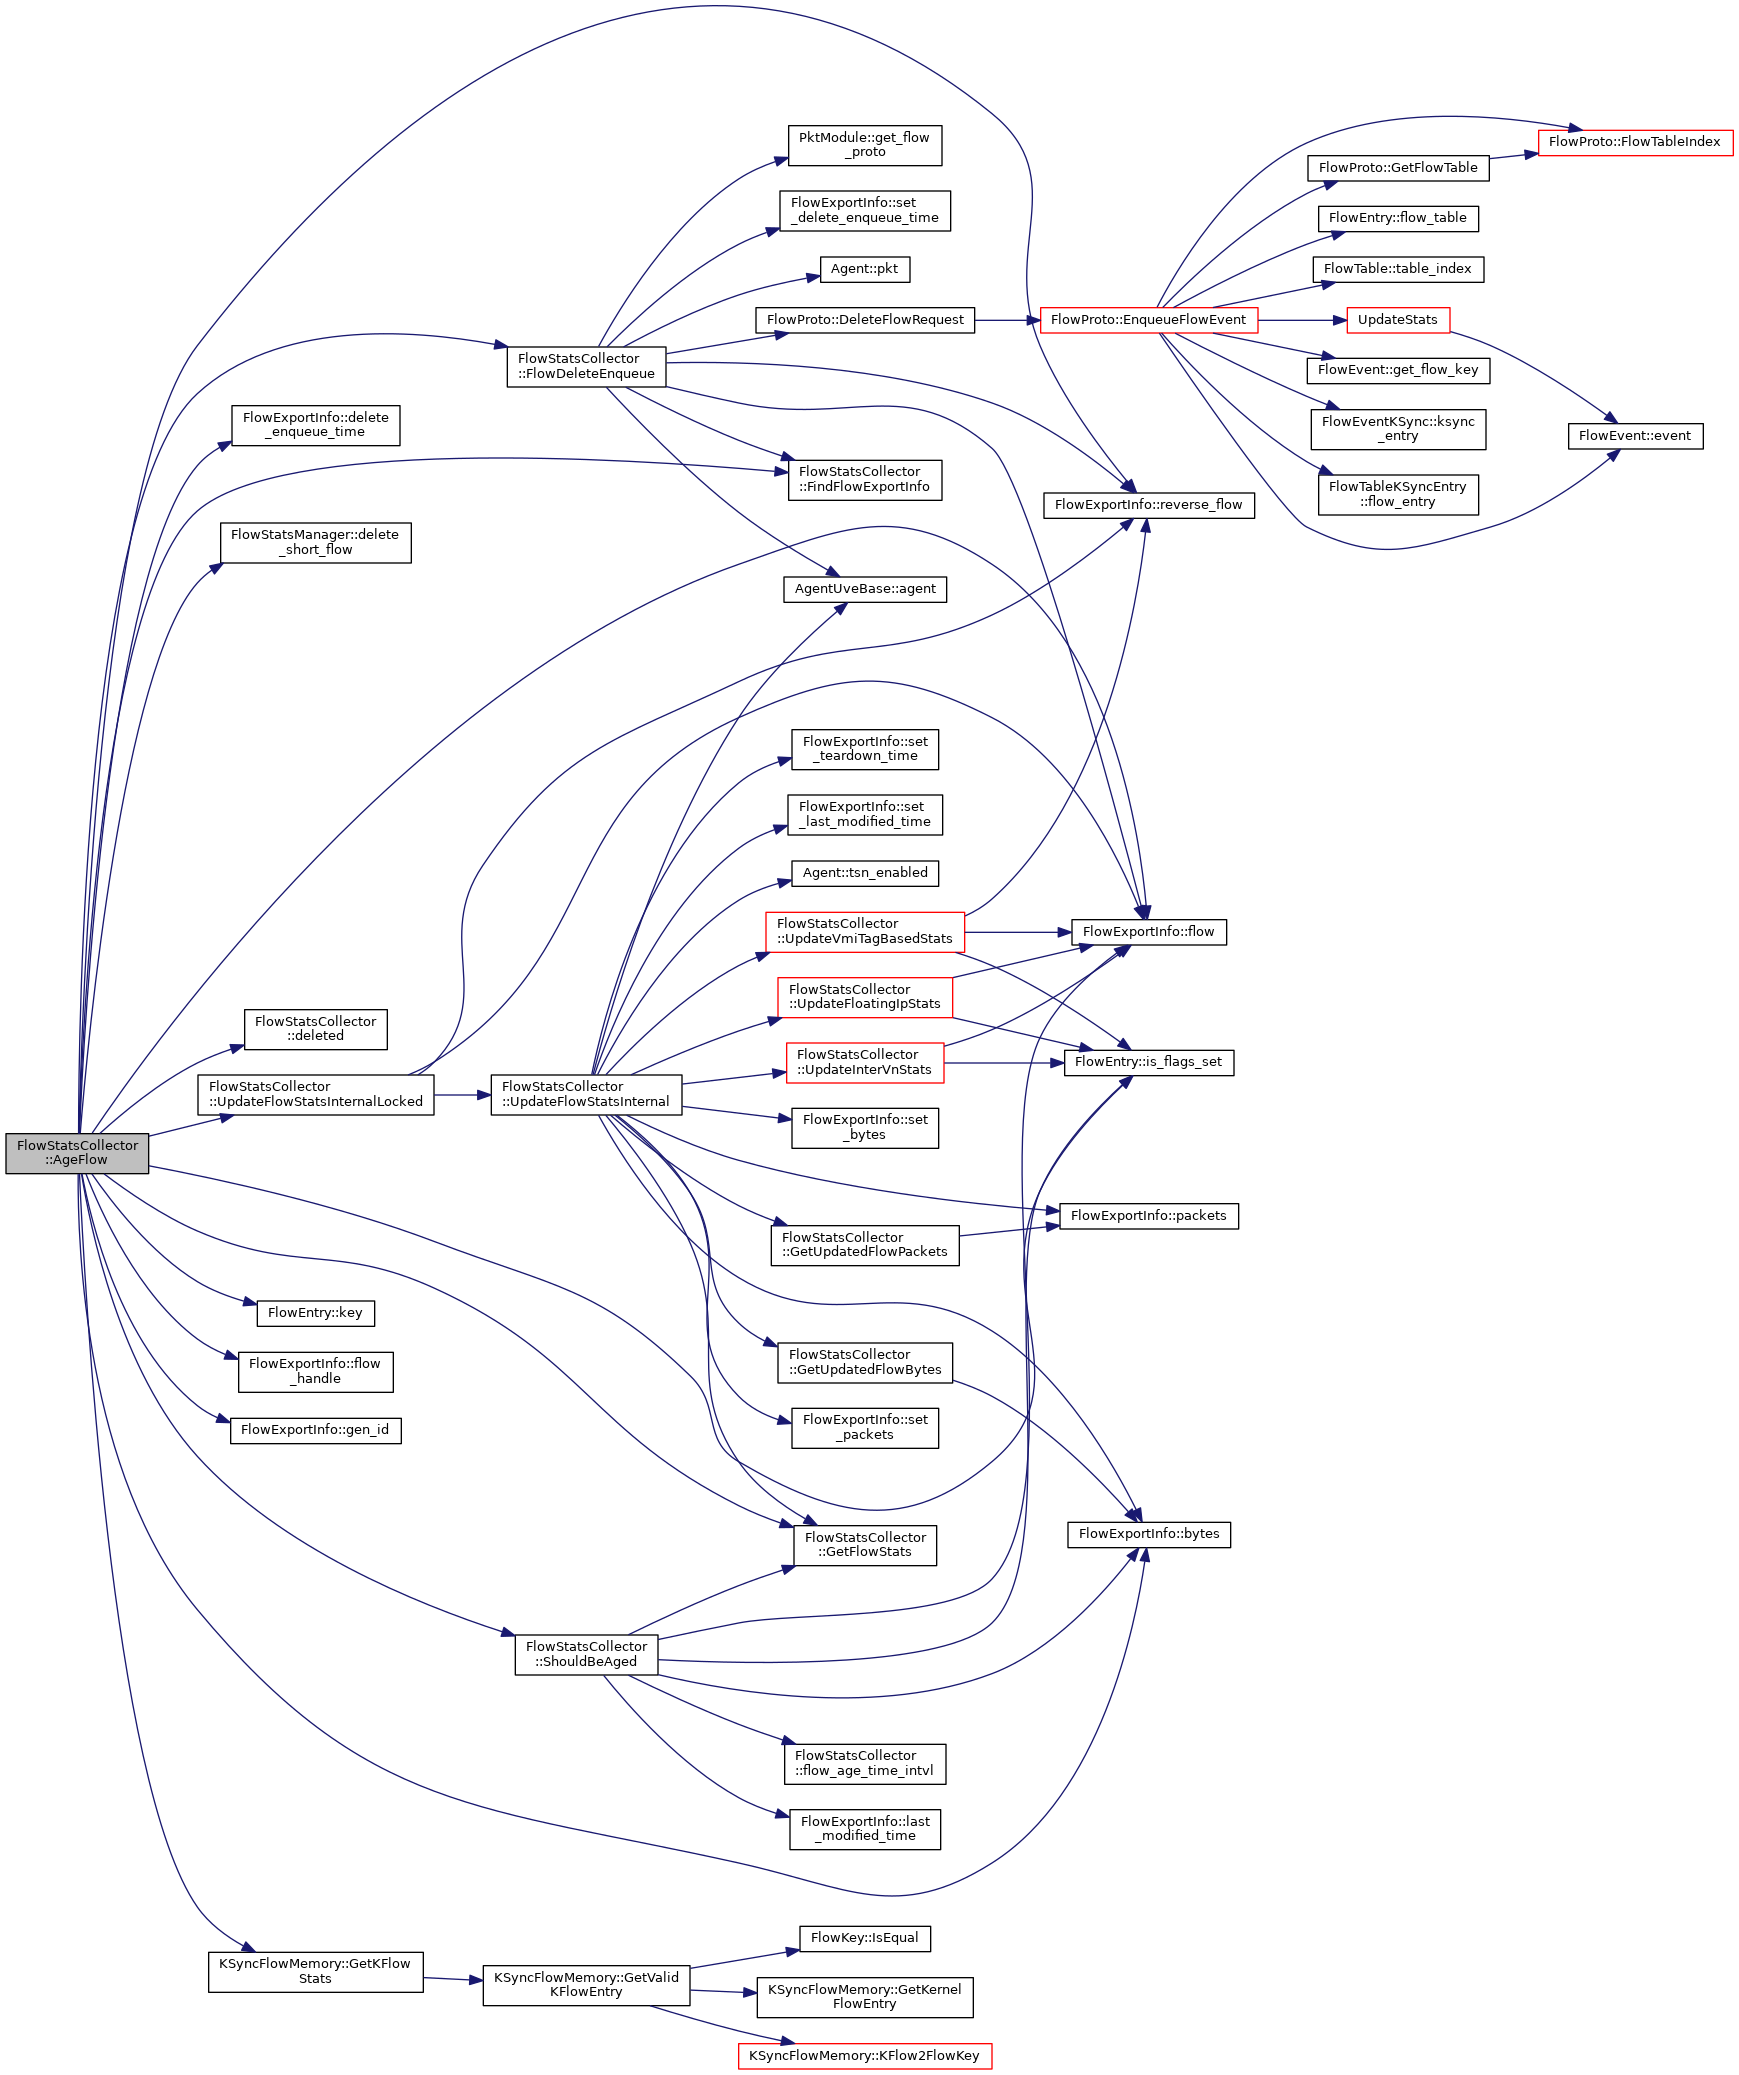 PktModule::get_flow
_proto
FlowProto::FlowTableIndex
FlowProto::GetFlowTable
FlowExportInfo::set
_delete_enqueue_time
FlowEntry::flow_table
Agent::pkt
FlowTable::table_index
FlowProto::DeleteFlowRequest
FlowProto::EnqueueFlowEvent
UpdateStats
FlowStatsCollector
::FlowDeleteEnqueue
FlowEvent::get_flow_key
FlowExportInfo::delete
_enqueue_time
FlowEventKSync::ksync
_entry
FlowEvent::event
FlowStatsCollector
::FindFlowExportInfo
FlowTableKSyncEntry
::flow_entry
FlowExportInfo::reverse_flow
FlowStatsManager::delete
_short_flow
AgentUveBase::agent
FlowExportInfo::set
_teardown_time
FlowExportInfo::set
_last_modified_time
Agent::tsn_enabled
FlowStatsCollector
::UpdateVmiTagBasedStats
FlowExportInfo::flow
FlowStatsCollector
::UpdateFloatingIpStats
FlowStatsCollector
::deleted
FlowStatsCollector
::UpdateInterVnStats
FlowEntry::is_flags_set
FlowStatsCollector
::UpdateFlowStatsInternalLocked
FlowStatsCollector
::UpdateFlowStatsInternal
FlowExportInfo::set
_bytes
FlowStatsCollector
::AgeFlow
FlowExportInfo::packets
FlowStatsCollector
::GetUpdatedFlowPackets
FlowEntry::key
FlowStatsCollector
::GetUpdatedFlowBytes
FlowExportInfo::flow
_handle
FlowExportInfo::gen_id
FlowExportInfo::set
_packets
FlowExportInfo::bytes
FlowStatsCollector
::GetFlowStats
FlowStatsCollector
::ShouldBeAged
FlowStatsCollector
::flow_age_time_intvl
FlowExportInfo::last
_modified_time
FlowKey::IsEqual
KSyncFlowMemory::GetKFlow
Stats
KSyncFlowMemory::GetValid
KFlowEntry
KSyncFlowMemory::GetKernel
FlowEntry
KSyncFlowMemory::KFlow2FlowKey